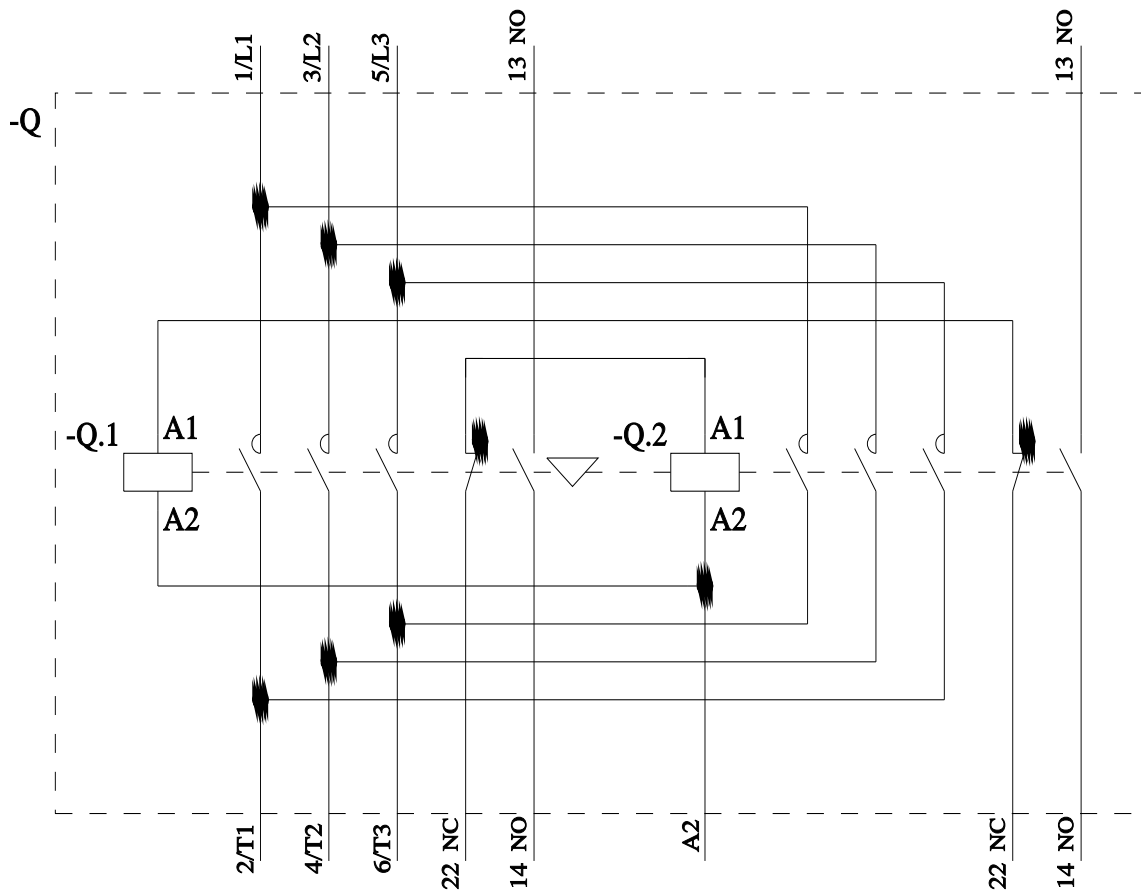 1/L1
3/L2
5/L3
13 NO
13 NO
-Q
-Q.1
A1
-Q.2
A1
A2
A2
2/T1
4/T2
6/T3
22 NC
14 NO
A2
22 NC
14 NO